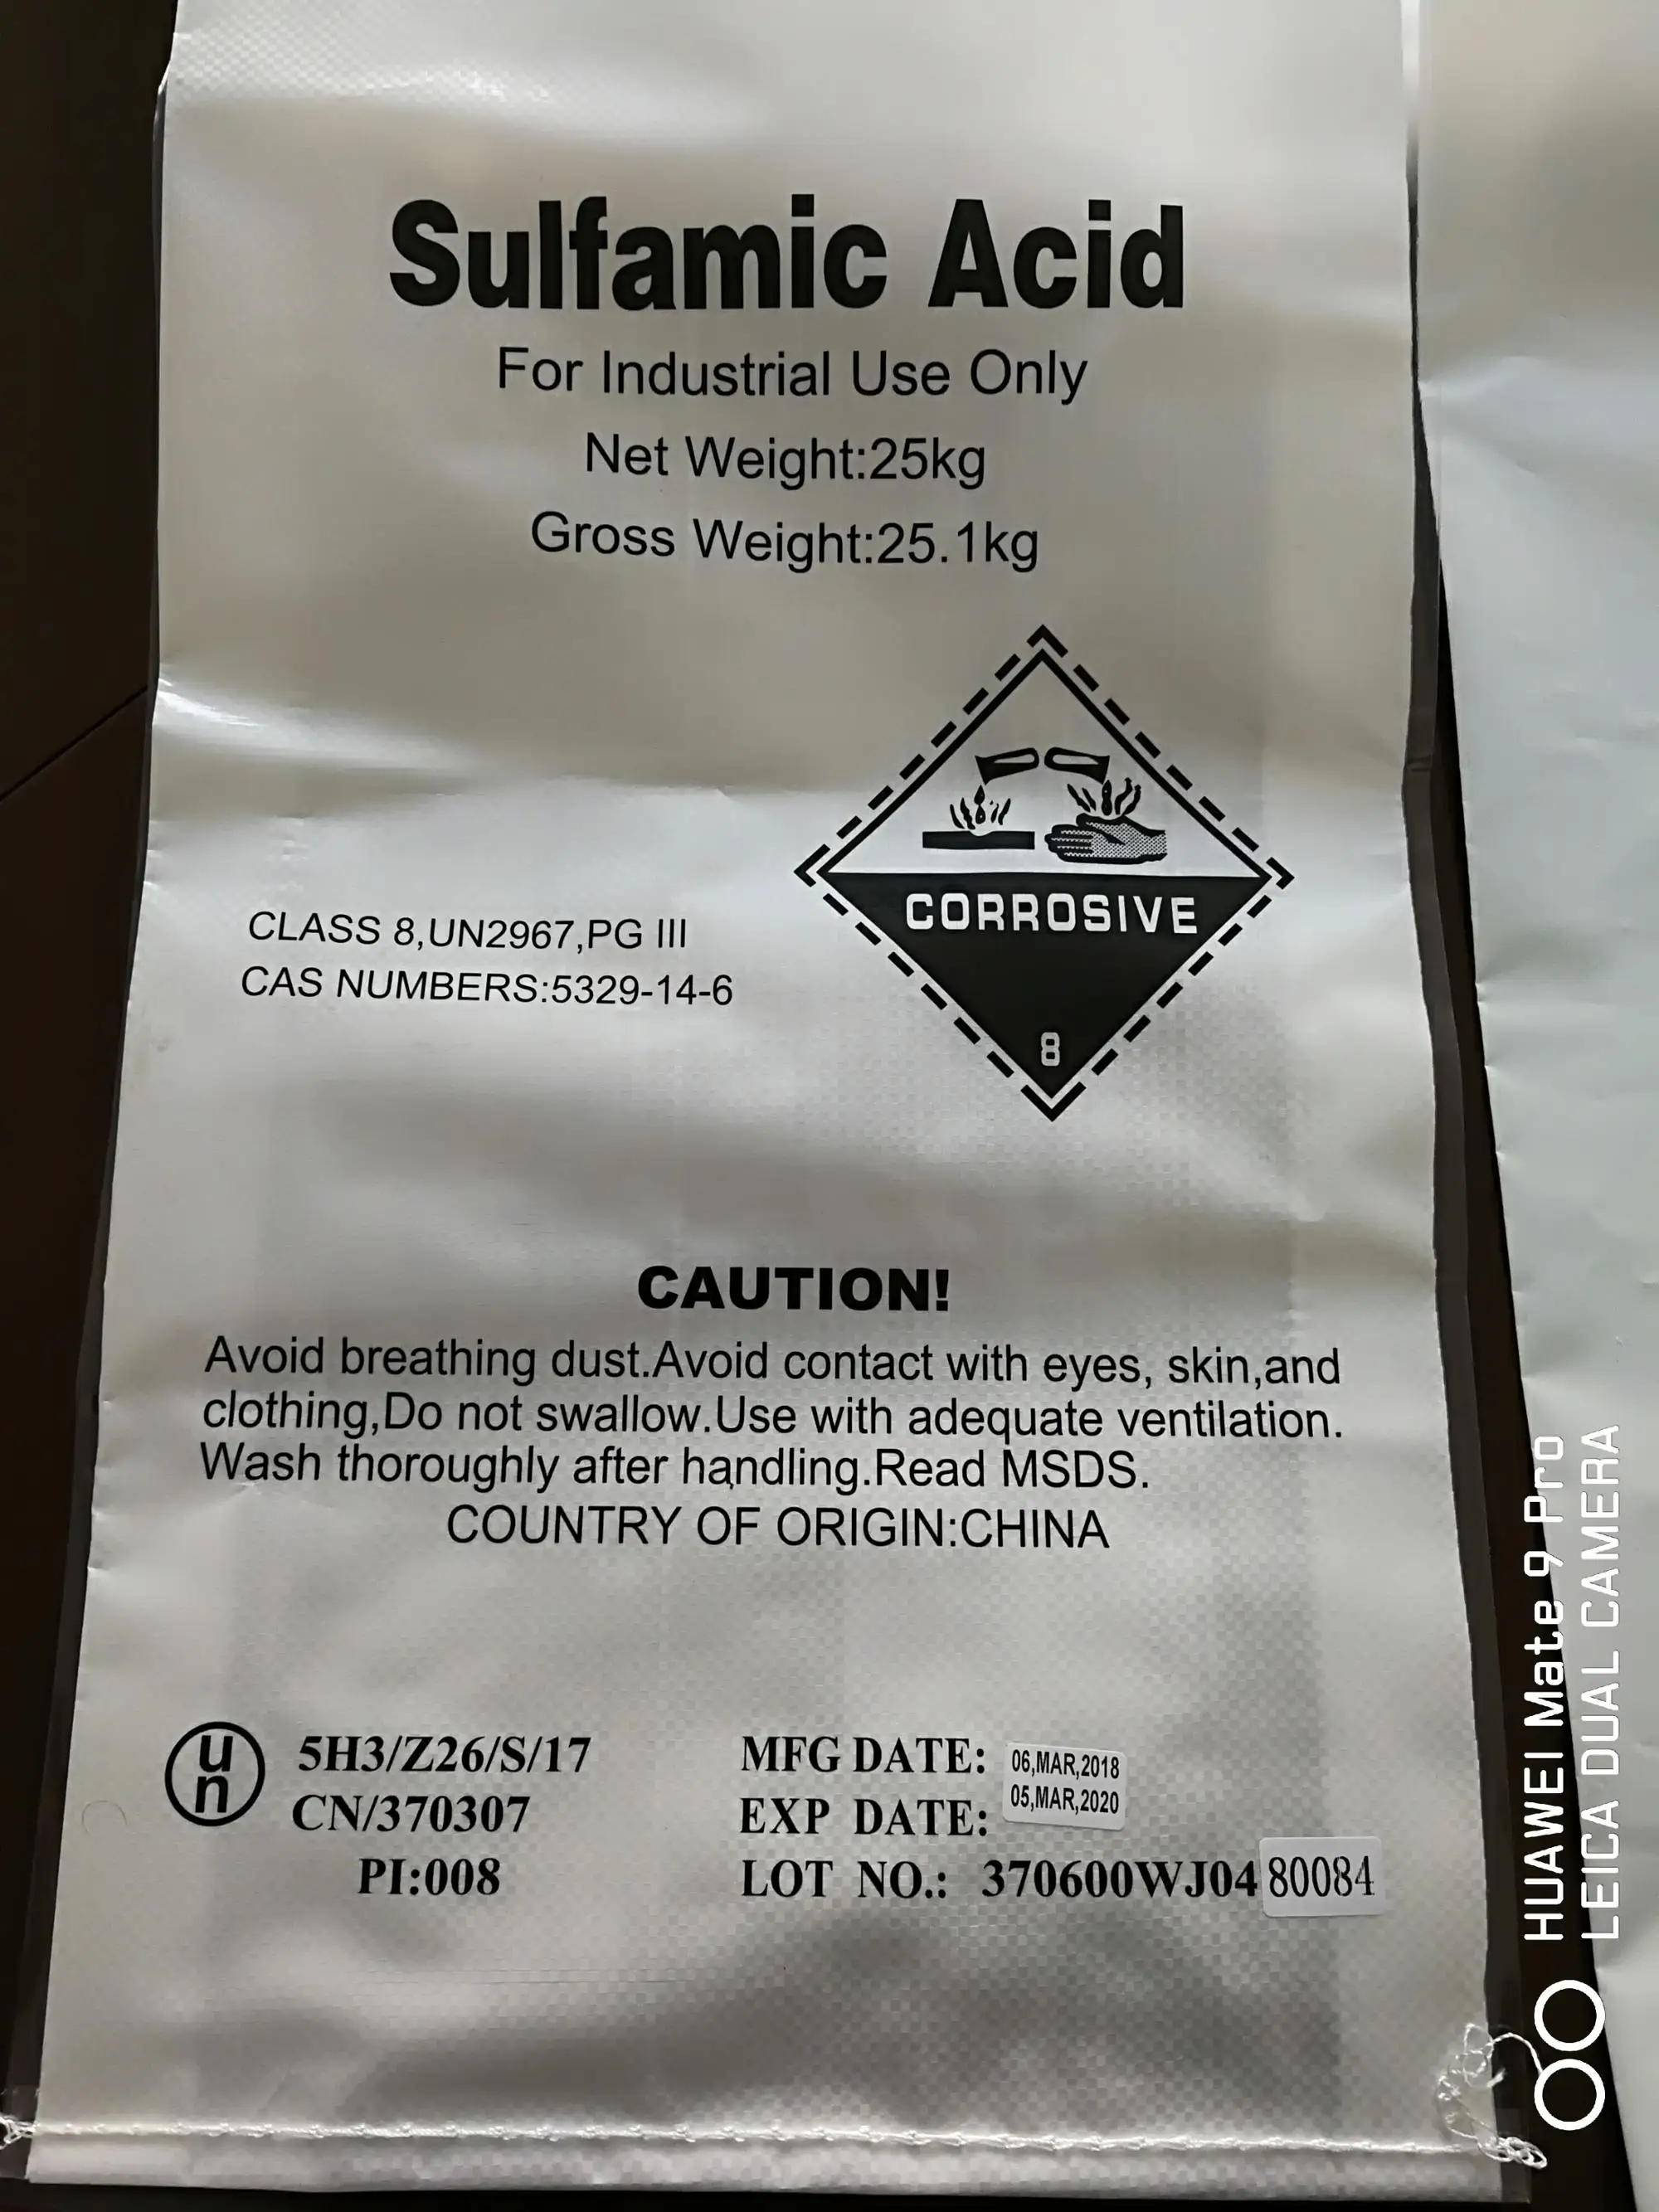 Sulfamic Acid
For Industrial Use Only
Net Weight:25kg
Gross Weight:25.1kg
CORROSIVE
8
CLASS 8,UN2967,PG III
CAS NUMBERS:5329-14-6
CAUTION!
Avoid breathing dust.Avoid contact with eyes, skin,and
clothing,Do not swallow.Use with adequate ventilation.
Wash thoroughly after handling.Read MSDS.
COUNTRY OF ORIGIN:CHINA
un
5H3/Z26/S/17
CN/370307
PI:008
MFG DATE: 06,MAR,2018
EXP DATE: 05,MAR,2020
LOT NO.: 370600WJ0480084
HUAWEI Mate 9 Pro
LEICA DUAL CAMERA